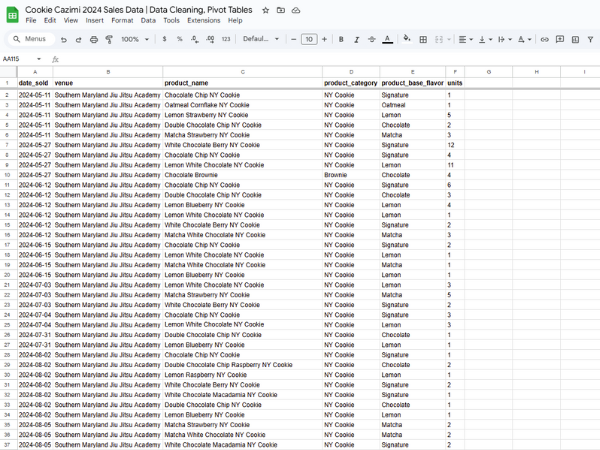 Cookie Cazimi 2024 Sales Data | Data Cleaning, Pivot Tables
File Edit View Insert Format Data Tools Extensions Help
Menus 100% $ % .0 .00 123 Defaul... 10 B I A
AA115 fx
A B C D E F G H I
1 date_sold venue product_name product_category product_base_flavor units
2 2024-05-11 Southern Maryland Jiu Jitsu Academy Chocolate Chip NY Cookie NY Cookie Signature 1
3 2024-05-11 Southern Maryland Jiu Jitsu Academy Oatmeal Cornflake NY Cookie NY Cookie Oatmeal 1
4 2024-05-11 Southern Maryland Jiu Jitsu Academy Lemon Strawberry NY Cookie NY Cookie Lemon 5
5 2024-05-11 Southern Maryland Jiu Jitsu Academy Double Chocolate Chip NY Cookie NY Cookie Chocolate 2
6 2024-05-11 Southern Maryland Jiu Jitsu Academy Matcha Strawberry NY Cookie NY Cookie Matcha 3
7 2024-05-27 Southern Maryland Jiu Jitsu Academy White Chocolate Berry NY Cookie NY Cookie Signature 12
8 2024-05-27 Southern Maryland Jiu Jitsu Academy Chocolate Chip NY Cookie NY Cookie Signature 4
9 2024-05-27 Southern Maryland Jiu Jitsu Academy Lemon White Chocolate NY Cookie NY Cookie Lemon 11
10 2024-05-27 Southern Maryland Jiu Jitsu Academy Chocolate Brownie Brownie Chocolate 4
11 2024-06-12 Southern Maryland Jiu Jitsu Academy Chocolate Chip NY Cookie NY Cookie Signature 6
12 2024-06-12 Southern Maryland Jiu Jitsu Academy Double Chocolate Chip NY Cookie NY Cookie Chocolate 3
13 2024-06-12 Southern Maryland Jiu Jitsu Academy Lemon Blueberry NY Cookie NY Cookie Lemon 4
14 2024-06-12 Southern Maryland Jiu Jitsu Academy Lemon White Chocolate NY Cookie NY Cookie Lemon 1
15 2024-06-12 Southern Maryland Jiu Jitsu Academy White Chocolate Berry NY Cookie NY Cookie Signature 2
16 2024-06-12 Southern Maryland Jiu Jitsu Academy Matcha White Chocolate NY Cookie NY Cookie Matcha 3
17 2024-06-15 Southern Maryland Jiu Jitsu Academy Chocolate Chip NY Cookie NY Cookie Signature 2
18 2024-06-15 Southern Maryland Jiu Jitsu Academy Lemon White Chocolate NY Cookie NY Cookie Lemon 1
19 2024-06-15 Southern Maryland Jiu Jitsu Academy Matcha White Chocolate NY Cookie NY Cookie Matcha 1
20 2024-06-15 Southern Maryland Jiu Jitsu Academy Lemon Blueberry NY Cookie NY Cookie Lemon 1
21 2024-07-03 Southern Maryland Jiu Jitsu Academy Lemon White Chocolate NY Cookie NY Cookie Lemon 3
22 2024-07-03 Southern Maryland Jiu Jitsu Academy Matcha Strawberry NY Cookie NY Cookie Matcha 5
23 2024-07-03 Southern Maryland Jiu Jitsu Academy White Chocolate Berry NY Cookie NY Cookie Signature 2
24 2024-07-04 Southern Maryland Jiu Jitsu Academy Chocolate Chip NY Cookie NY Cookie Signature 3
25 2024-07-04 Southern Maryland Jiu Jitsu Academy Lemon White Chocolate NY Cookie NY Cookie Lemon 3
26 2024-07-31 Southern Maryland Jiu Jitsu Academy Double Chocolate Chip NY Cookie NY Cookie Chocolate 1
27 2024-07-31 Southern Maryland Jiu Jitsu Academy Lemon Blueberry NY Cookie NY Cookie Lemon 1
28 2024-08-02 Southern Maryland Jiu Jitsu Academy Chocolate Chip NY Cookie NY Cookie Signature 1
29 2024-08-02 Southern Maryland Jiu Jitsu Academy Double Chocolate Chip Raspberry NY Cookie NY Cookie Chocolate 2
30 2024-08-02 Southern Maryland Jiu Jitsu Academy Lemon Raspberry NY Cookie NY Cookie Lemon 1
31 2024-08-02 Southern Maryland Jiu Jitsu Academy White Chocolate Berry NY Cookie NY Cookie Signature 2
32 2024-08-02 Southern Maryland Jiu Jitsu Academy White Chocolate Macadamia NY Cookie NY Cookie Signature 1
33 2024-08-02 Southern Maryland Jiu Jitsu Academy Double Chocolate Chip NY Cookie NY Cookie Chocolate 1
34 2024-08-02 Southern Maryland Jiu Jitsu Academy Lemon Blueberry NY Cookie NY Cookie Lemon 1
35 2024-08-05 Southern Maryland Jiu Jitsu Academy Matcha Strawberry NY Cookie NY Cookie Matcha 2
36 2024-08-05 Southern Maryland Jiu Jitsu Academy Matcha White Chocolate NY Cookie NY Cookie Matcha 2
37 2024-08-05 Southern Maryland Jiu Jitsu Academy White Chocolate Macadamia NY Cookie NY Cookie Signature 2